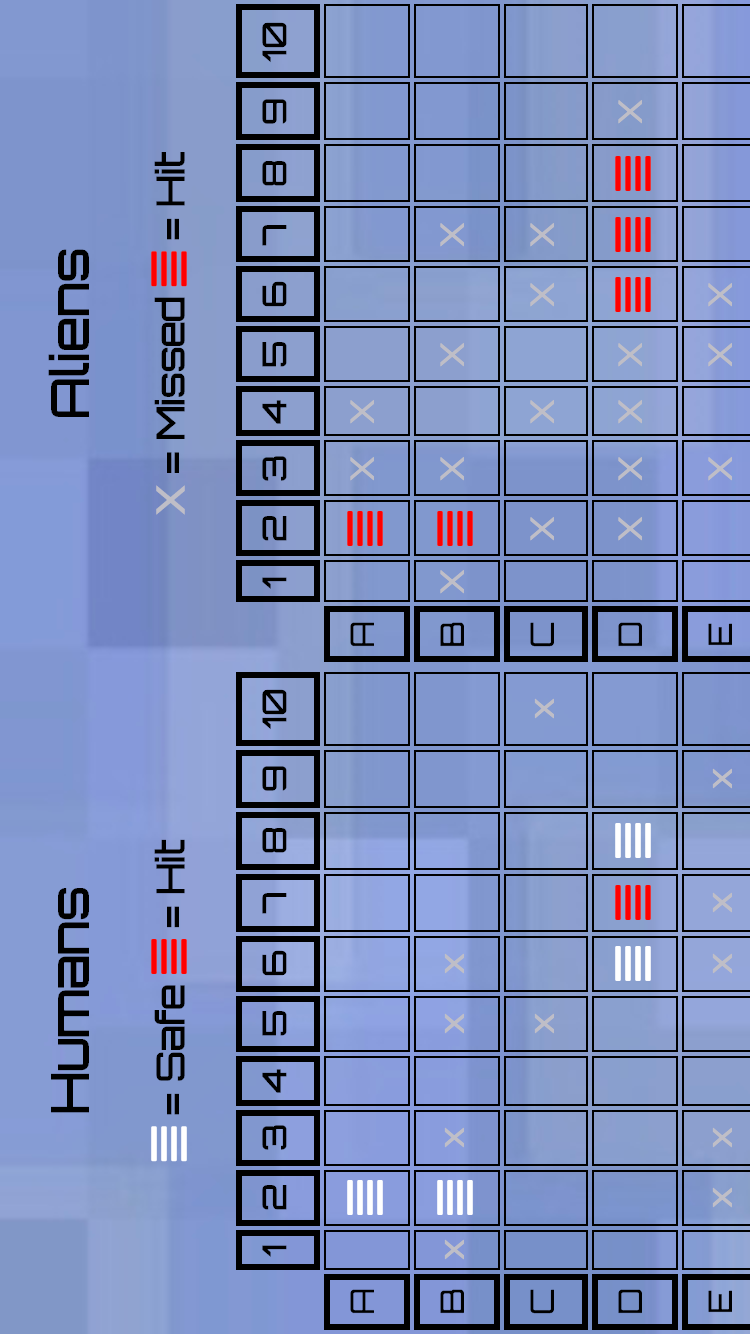 Humans Aliens
= Safe = Hit X = Missed = Hit
1 2 3 4 5 6 7 8 9 10 1 2 3 4 5 6 7 8 9 10
A A X X
B X X X X B X X X X
C X X C X X X X
D D X X X X X
E X X X X X E X X X